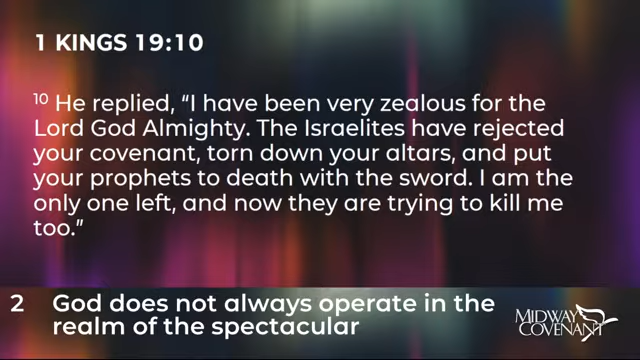 1 KINGS 19:10
10 He replied, “I have been very zealous for the
Lord God Almighty. The Israelites have rejected
your covenant, torn down your altars, and put
your prophets to death with the sword. I am the
only one left, and now they are trying to kill me
too.”
2 God does not always operate in the
realm of the spectacular
MIDWAY
COVENANT